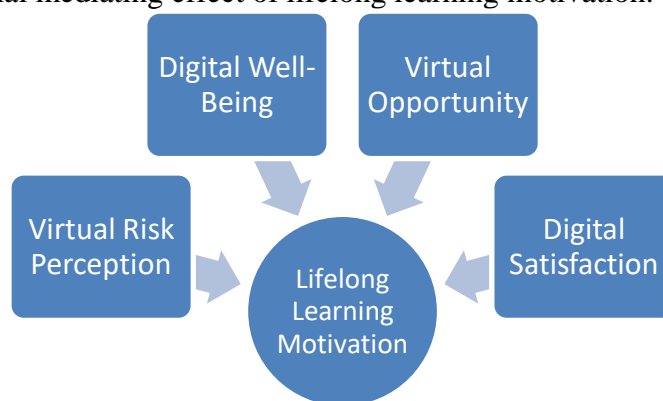 mediating effect of lifelong learning motivation.
Digital Well-
Being
Virtual
Opportunity
Virtual Risk
Perception
Digital
Satisfaction
Lifelong
Learning
Motivation